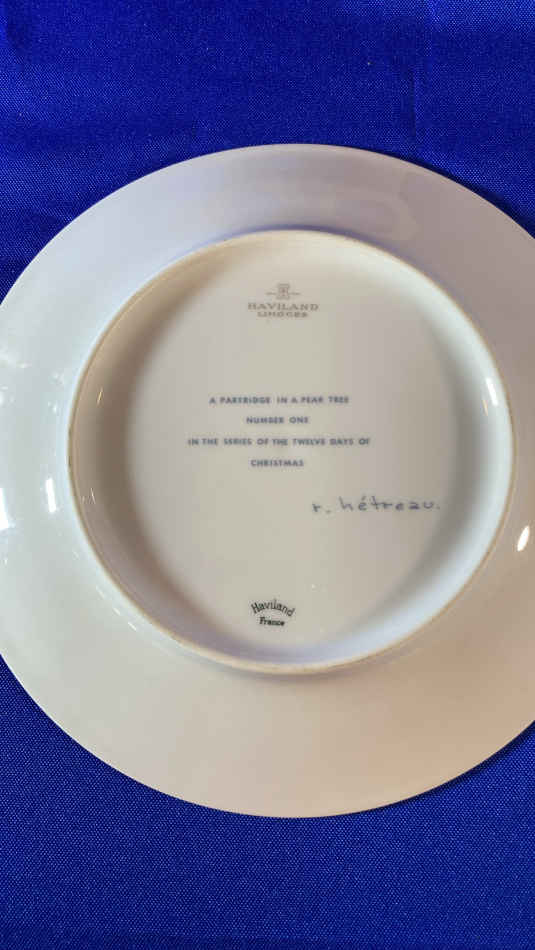 HAVILAND
LIMOGES
A PARTRIDGE IN A PEAR TREE
NUMBER ONE
IN THE SERIES OF THE TWELVE DAYS OF
CHRISTMAS
r. hétreau.
Haviland
France